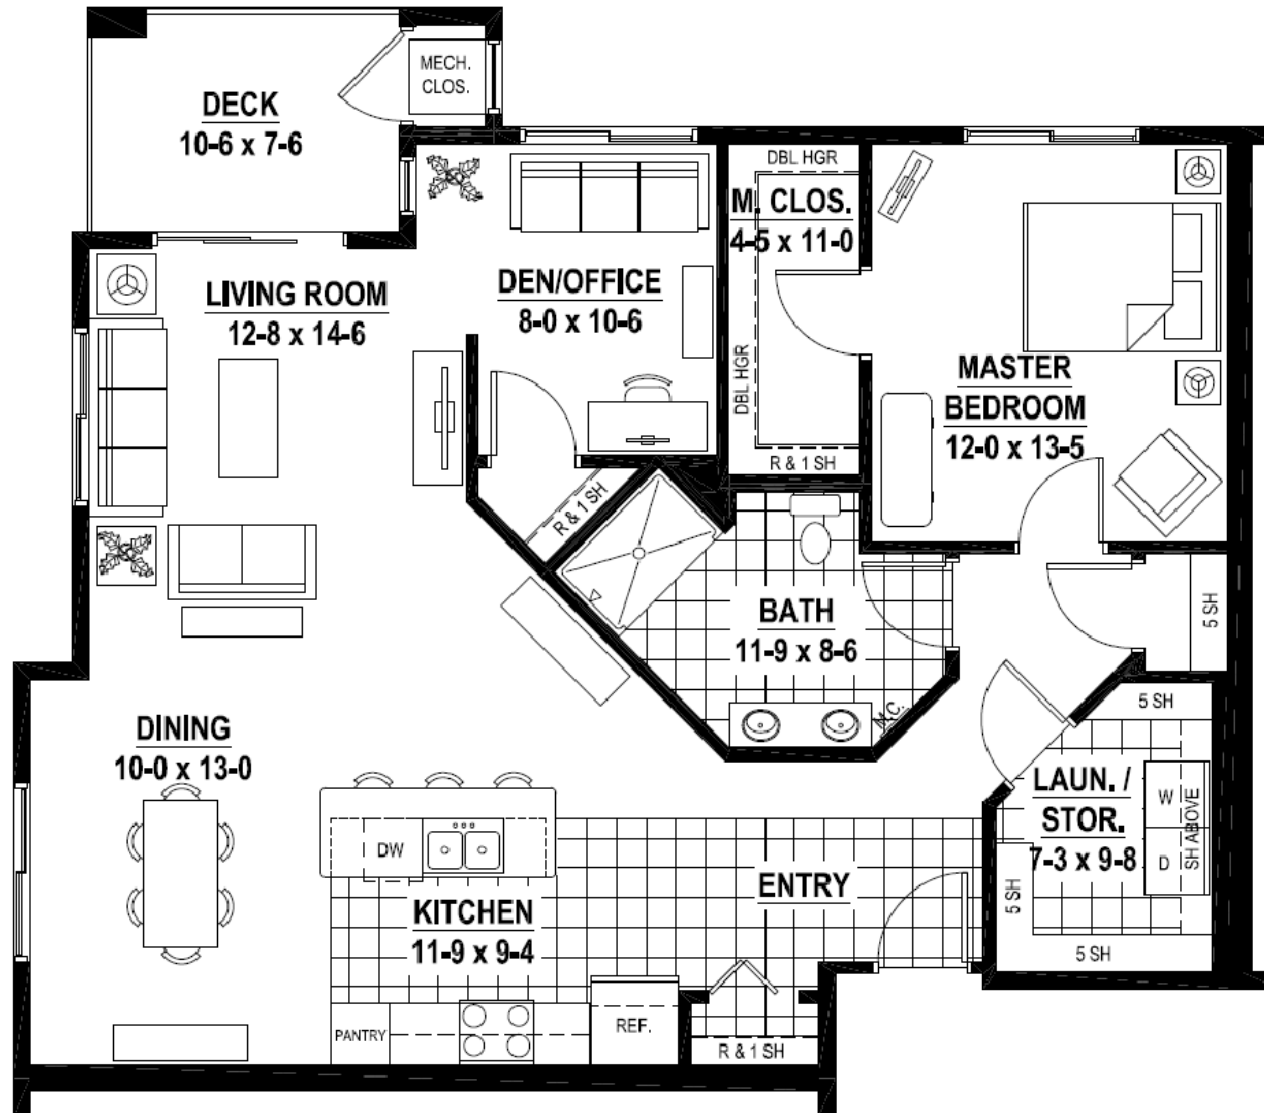 MECH.
CLOS.
DECK
10-6 x 7-6
DBL HGR
M. CLOS.
4-5 x 11-0
DBL HGR
R & 1 SH
LIVING ROOM
12-8 x 14-6
DEN/OFFICE
8-0 x 10-6
MASTER
BEDROOM
12-0 x 13-5
R & 1 SH
BATH
11-9 x 8-6
M.C.
5 SH
5 SH
DINING
10-0 x 13-0
LAUN. /
STOR.
7-3 x 9-8
W
D
SH ABOVE
5 SH
5 SH
DW
KITCHEN
11-9 x 9-4
ENTRY
PANTRY
REF.
R & 1 SH